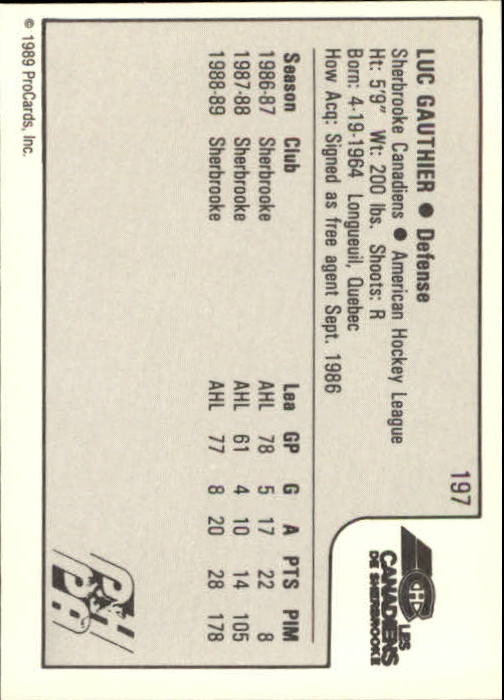 197
LES
CANADIENS
DE SHERBROOKE
LUC GAUTHIER ● Defense
Sherbrooke Canadiens ● American Hockey League
Ht: 5'9" Wt: 200 lbs. Shoots: R
Born: 4-19-1964 Longueuil, Quebec
How Acq: Signed as free agent Sept. 1986
Season Club Lea GP G A PTS PIM
1986-87 Sherbrooke AHL 78 5 17 22 8
1987-88 Sherbrooke AHL 61 4 10 14 105
1988-89 Sherbrooke AHL 77 8 20 28 178
© 1989 ProCards, Inc.